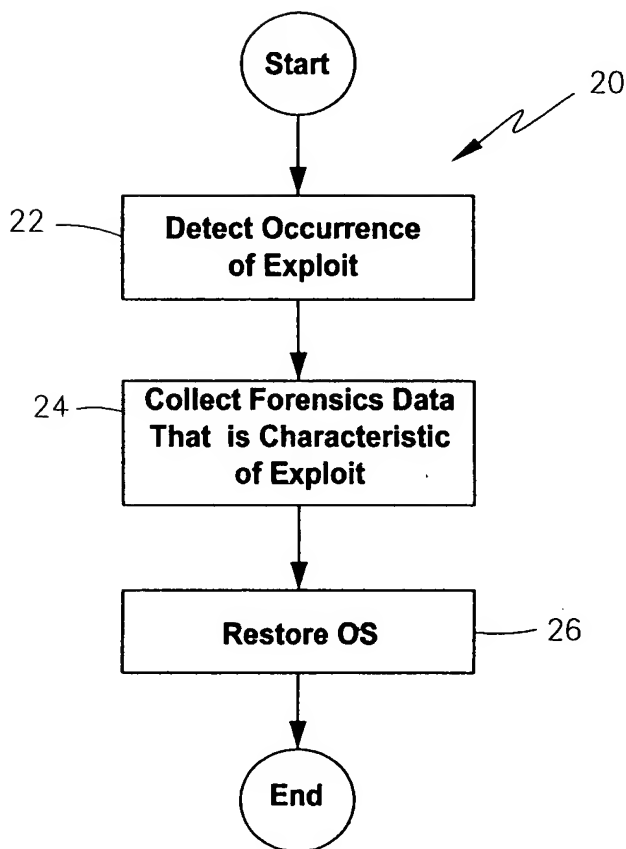 Start
20
22
Detect Occurrence
of Exploit
24
Collect Forensics Data
That is Characteristic
of Exploit
Restore OS
26
End